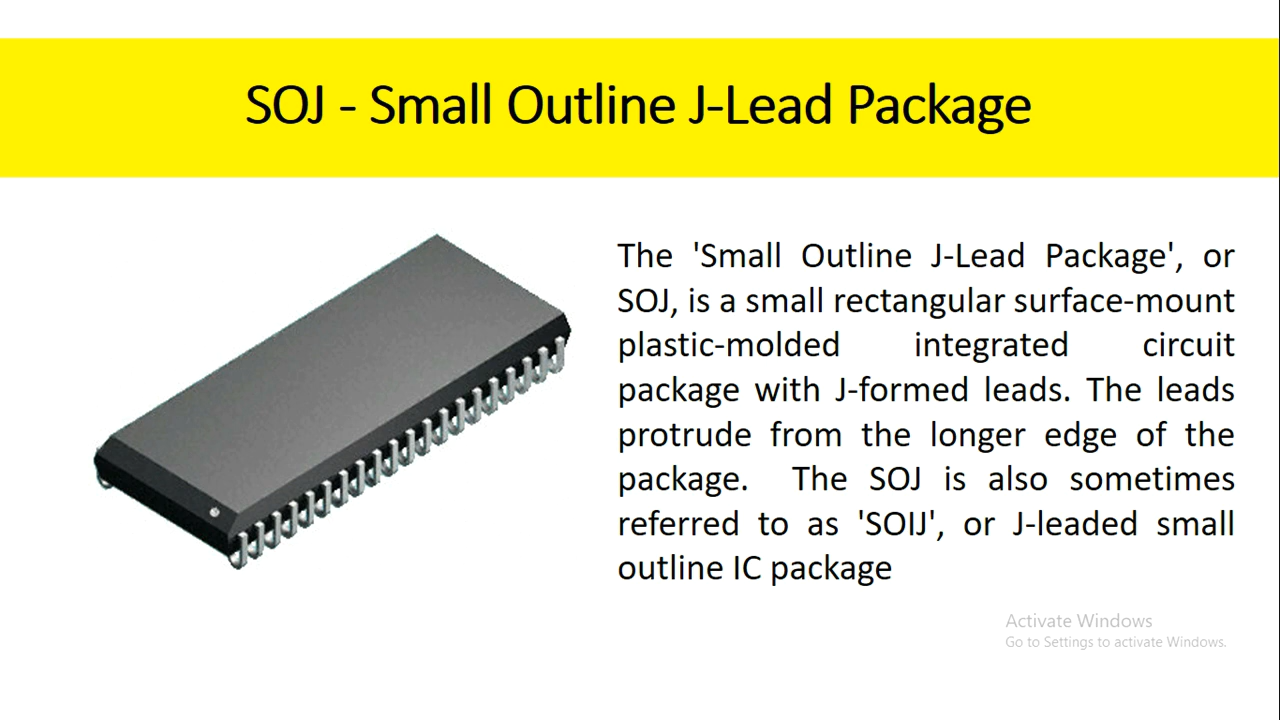 SOJ - Small Outline J-Lead Package
The 'Small Outline J-Lead Package', or
SOJ, is a small rectangular surface-mount
plastic-molded integrated circuit
package with J-formed leads. The leads
protrude from the longer edge of the
package. The SOJ is also sometimes
referred to as 'SOIJ', or J-leaded small
outline IC package
Activate Windows
Go to Settings to activate Windows.